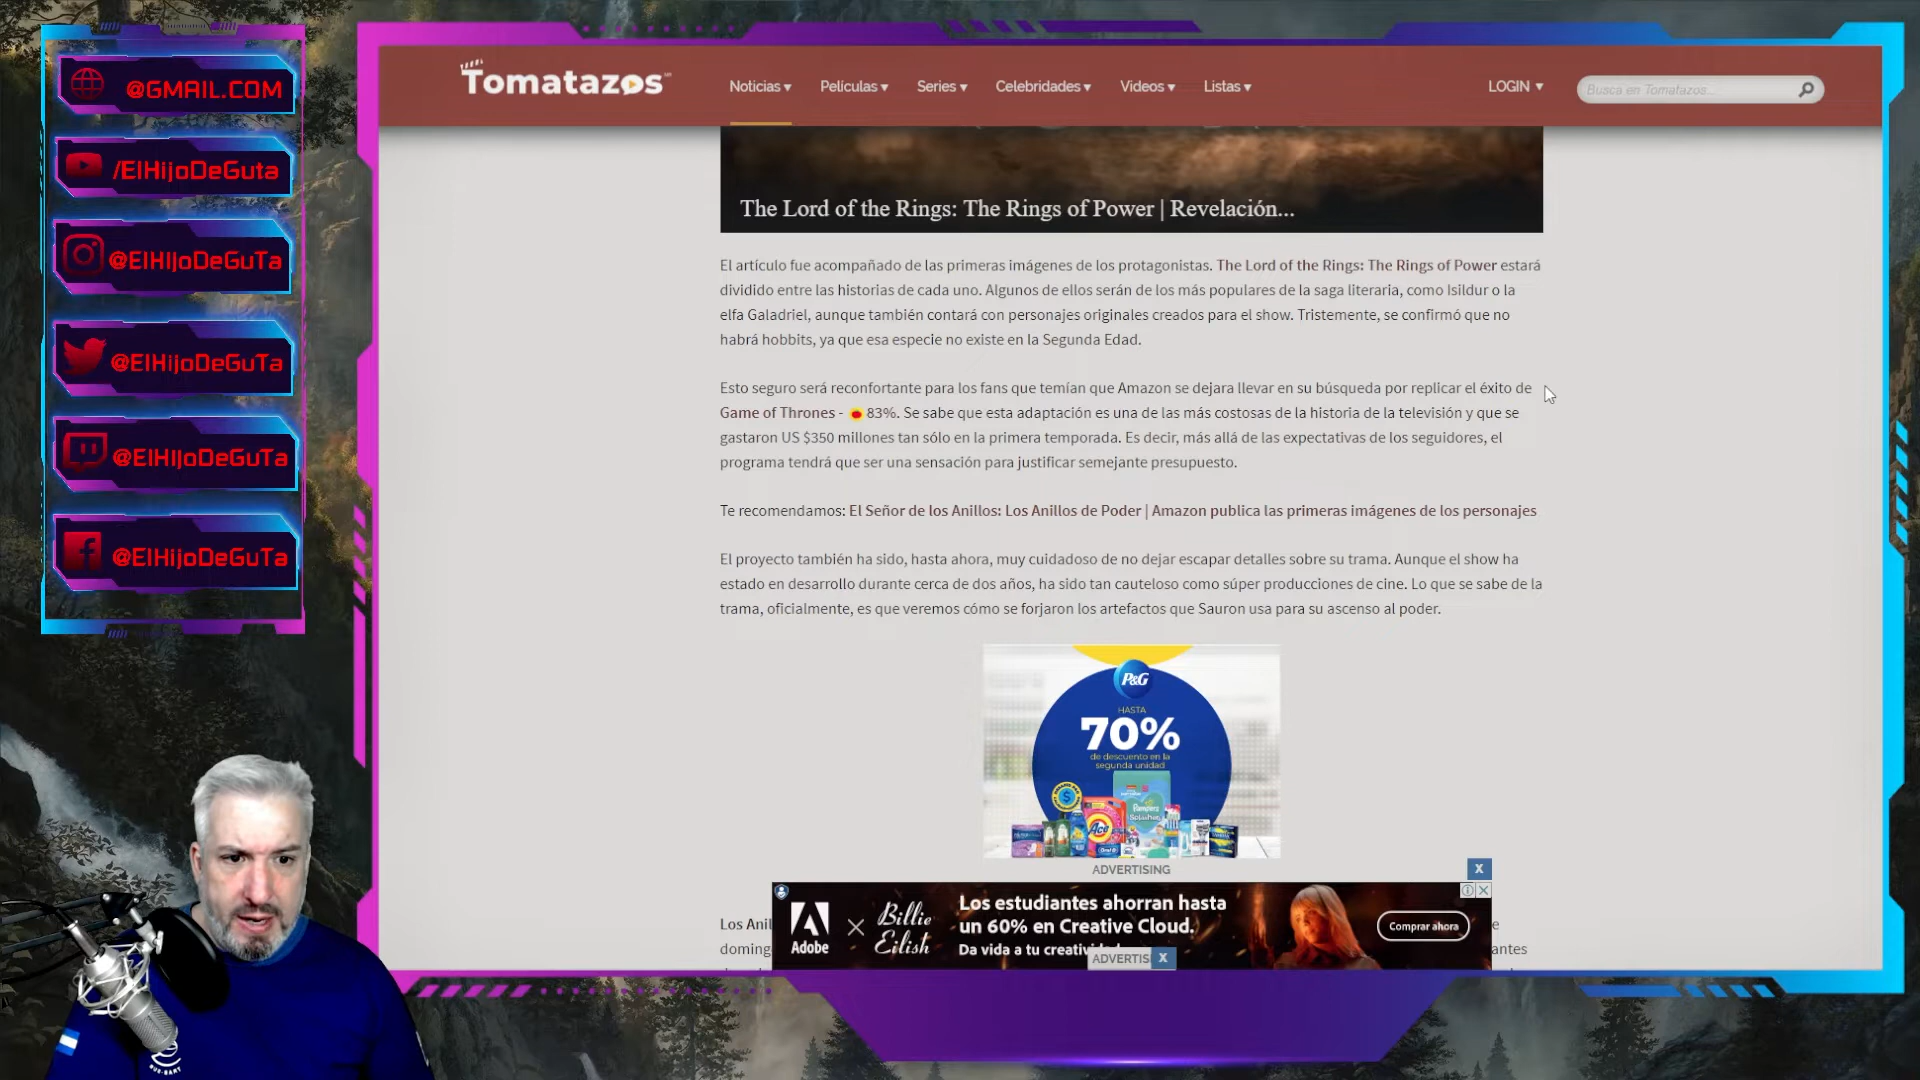 @GMAIL.COM
/ElHijoDeGuta
@ElHIjoDeGuTa
@ElHijoDeGuTa
@ElHIjoDeGuTa
@ElHIjoDeGuTa
Tomatazos
Noticias
Películas
Series
Celebridades
Videos
Listas
LOGIN
Busca en Tomatazos...
The Lord of the Rings: The Rings of Power | Revelación...
El artículo fue acompañado de las primeras imágenes de los protagonistas. The Lord of the Rings: The Rings of Power estará
dividido entre las historias de cada uno. Algunos de ellos serán de los más populares de la saga literaria, como Isildur o la
elfa Galadriel, aunque también contará con personajes originales creados para el show. Tristemente, se confirmó que no
habrá hobbits, ya que esa especie no existe en la Segunda Edad.
Esto seguro será reconfortante para los fans que temían que Amazon se dejara llevar en su búsqueda por replicar el éxito de
Game of Thrones - 83%. Se sabe que esta adaptación es una de las más costosas de la historia de la televisión y que se
gastaron US $350 millones tan sólo en la primera temporada. Es decir, más allá de las expectativas de los seguidores, el
programa tendrá que ser una sensación para justificar semejante presupuesto.
Te recomendamos: El Señor de los Anillos: Los Anillos de Poder | Amazon publica las primeras imágenes de los personajes
El proyecto también ha sido, hasta ahora, muy cuidadoso de no dejar escapar detalles sobre su trama. Aunque el show ha
estado en desarrollo durante cerca de dos años, ha sido tan cauteloso como súper producciones de cine. Lo que se sabe de la
trama, oficialmente, es que veremos cómo se forjaron los artefactos que Sauron usa para su ascenso al poder.
P&G
HASTA
70%
de descuento en la
segunda unidad
Pampers
Splashers
Ace
Oral-B
ADVERTISING
X
Los Anil
e
doming
antes
Adobe
X
Billie
Eilish
Los estudiantes ahorran hasta
un 60% en Creative Cloud.
Da vida a tu creativ
Comprar ahora
ADVERTIS
X